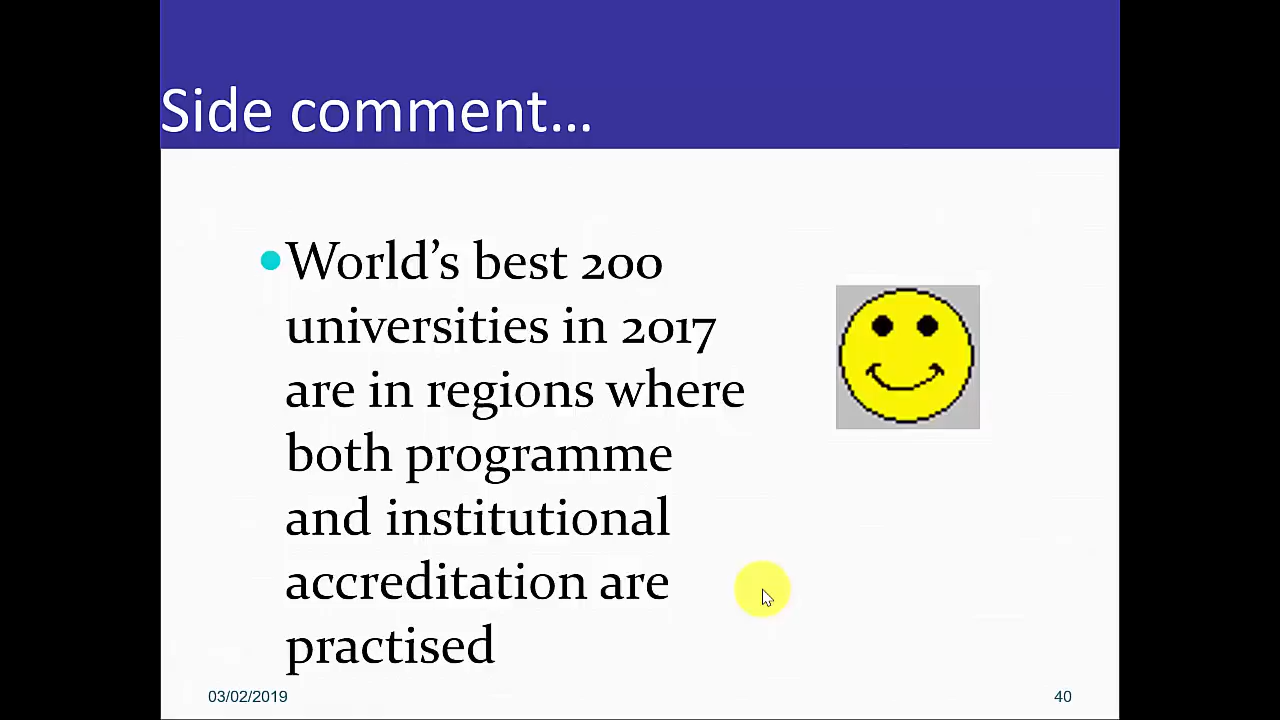 Side comment...
World's best 200
universities in 2017
are in regions where
both programme
and institutional
accreditation are
practised
03/02/2019
40